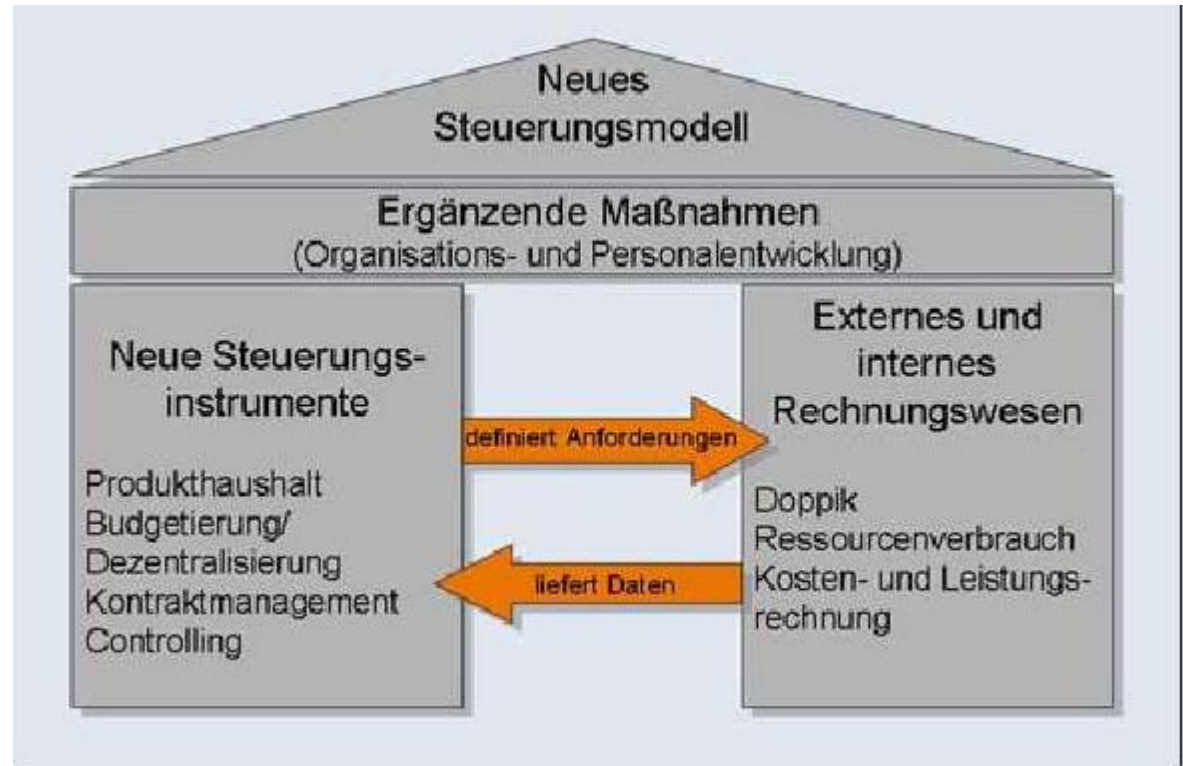 Neues
Steuerungsmodell
Ergänzende Maßnahmen
(Organisations- und Personalentwicklung)
Neue Steuerungs-
instrumente
Produkthaushalt
Budgetierung/
Dezentralisierung
Kontraktmanagement
Controlling
definiert Anforderungen
liefert Daten
Externes und
internes
Rechnungswesen
Doppik
Ressourcenverbrauch
Kosten- und Leistungs-
rechnung